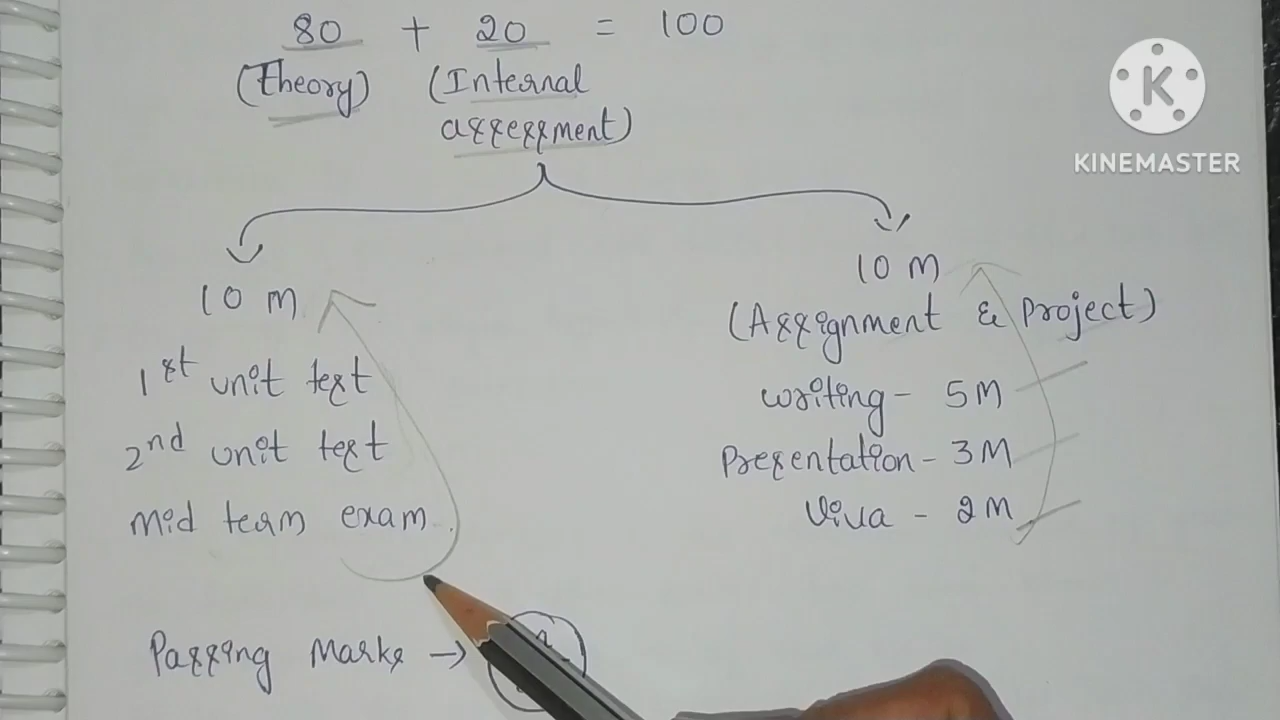 80 + 20 = 100
(Theory) (Internal
assessment)
10 M
10 M
(Assignment & Project)
1st unit test
writing - 5M
2nd unit test
Presentation - 3M
Mid team exam
Viva - 2M
Passing Marks →
K
KINEMASTER